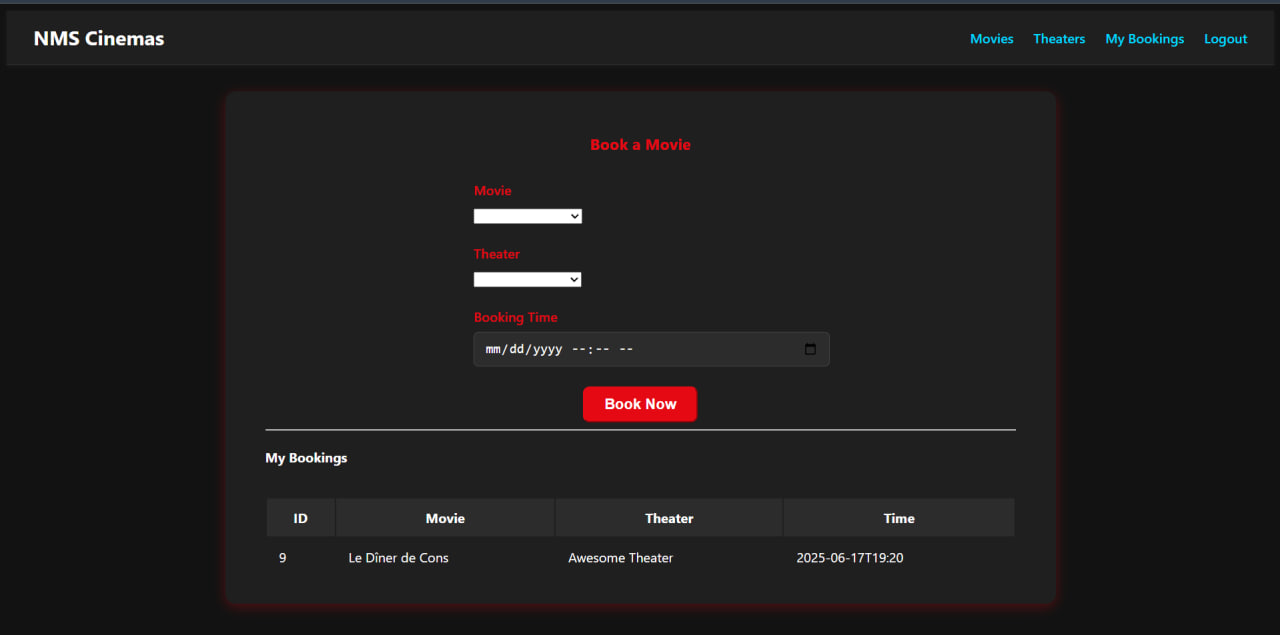 NMS Cinemas
Movies Theaters My Bookings Logout
Book a Movie
Movie
Theater
Booking Time
mm/dd/yyyy --:-- --
Book Now
My Bookings
ID Movie Theater Time
9 Le Dîner de Cons Awesome Theater 2025-06-17T19:20